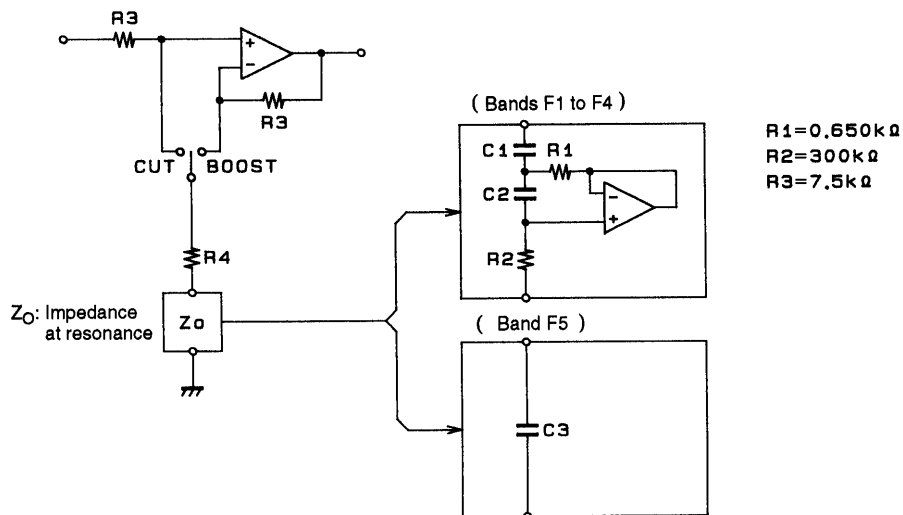 R3
+
−
R3
CUT
BOOST
R4
ZO: Impedance
at resonance
Zo
( Bands F1 to F4 )
C1
R1
C2
−
+
R2
( Band F5 )
C3
R1=0.650kΩ
R2=300kΩ
R3=7.5kΩ